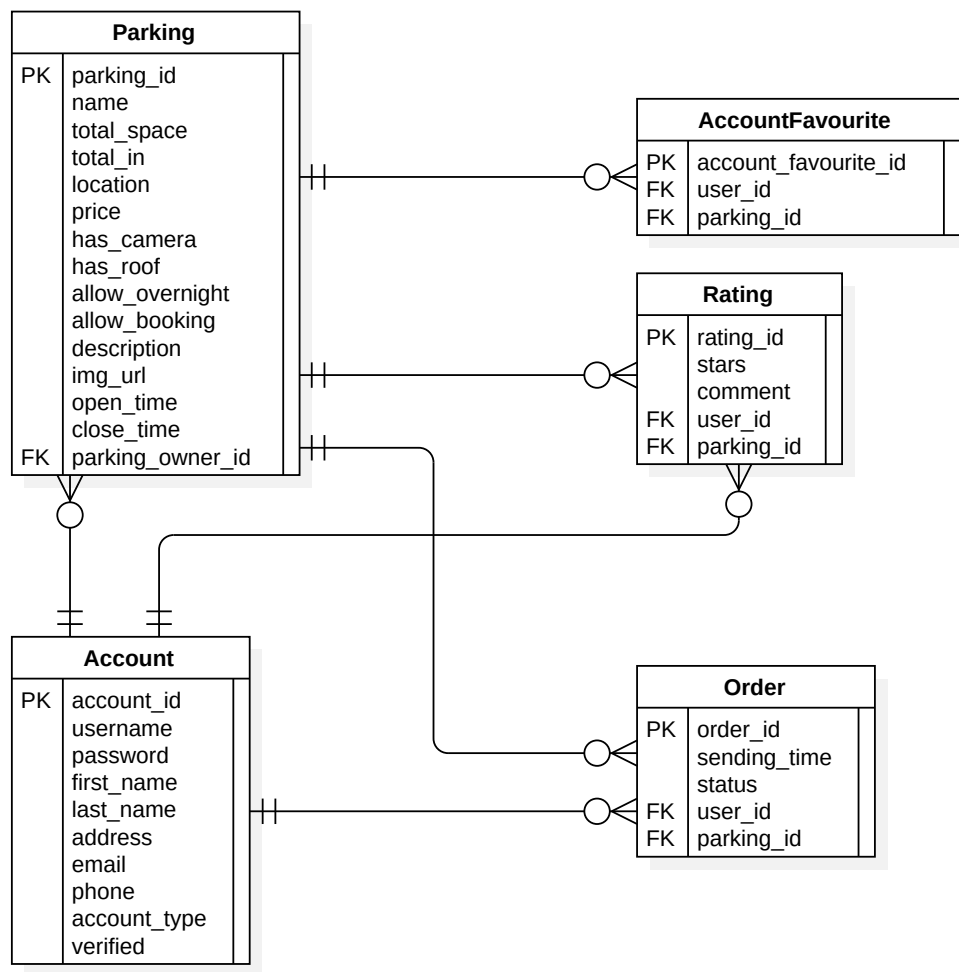 Parking
PK parking_id
name
total_space
total_in
location
price
has_camera
has_roof
allow_overnight
allow_booking
description
img_url
open_time
close_time
FK parking_owner_id
AccountFavourite
PK account_favourite_id
FK user_id
FK parking_id
Rating
PK rating_id
stars
comment
FK user_id
FK parking_id
Account
PK account_id
username
password
first_name
last_name
address
email
phone
account_type
verified
Order
PK order_id
sending_time
status
FK user_id
FK parking_id